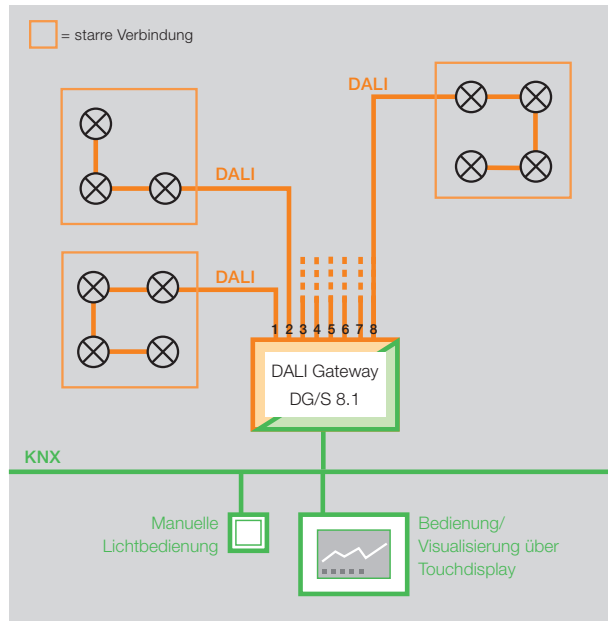 = starre Verbindung
DALI
DALI
DALI
1 2 3 4 5 6 7 8
DALI Gateway
DG/S 8.1
KNX
Manuelle
Lichtbedienung
Bedienung/
Visualisierung über
Touchdisplay